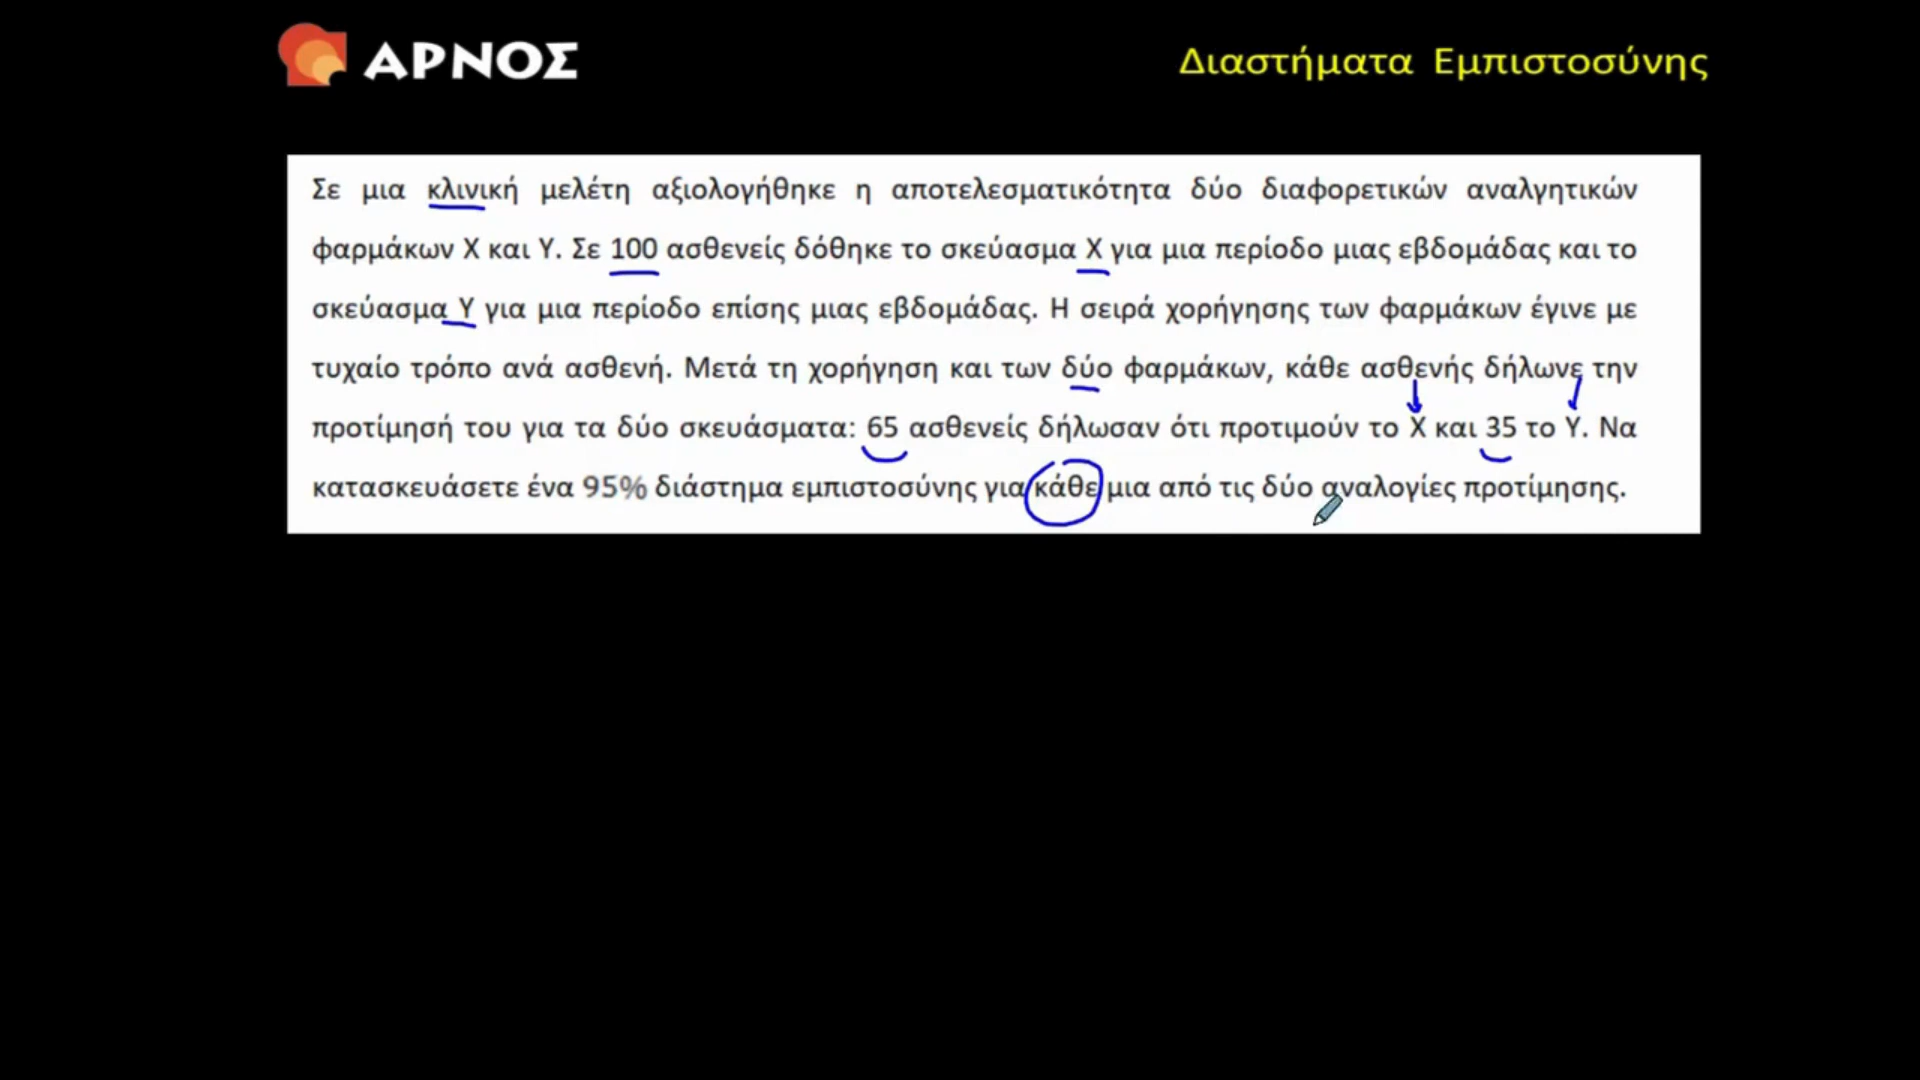 ΑΡΝΟΣ
Διαστήματα Εμπιστοσύνης
Σε μια κλινική μελέτη αξιολογήθηκε η αποτελεσματικότητα δύο διαφορετικών αναλγητικών
φαρμάκων Χ και Υ. Σε 100 ασθενείς δόθηκε το σκεύασμα Χ για μια περίοδο μιας εβδομάδας και το
σκεύασμα Υ για μια περίοδο επίσης μιας εβδομάδας. Η σειρά χορήγησης των φαρμάκων έγινε με
τυχαίο τρόπο ανά ασθενή. Μετά τη χορήγηση και των δύο φαρμάκων, κάθε ασθενής δήλωνε την
προτίμησή του για τα δύο σκευάσματα: 65 ασθενείς δήλωσαν ότι προτιμούν το Χ και 35 το Υ. Να
κατασκευάσετε ένα 95% διάστημα εμπιστοσύνης για κάθε μια από τις δύο αναλογίες προτίμησης.